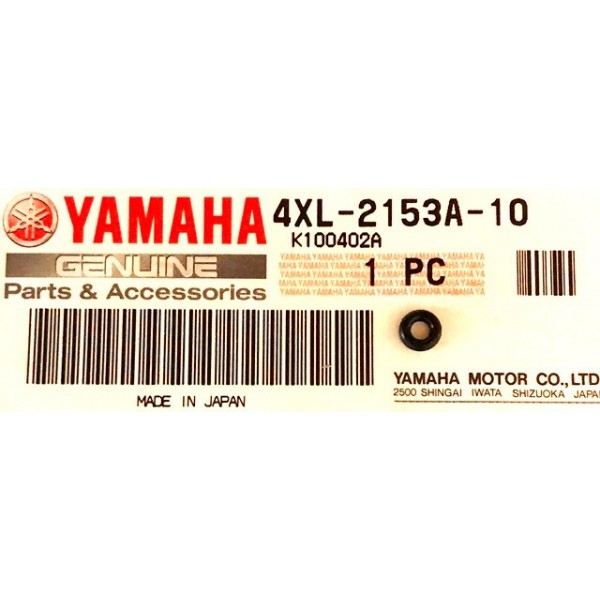 YAMAHA
4XL-2153A-10
K100402A
GENUINE
1 PC
Parts & Accessories
MADE IN JAPAN
YAMAHA MOTOR CO.,LTD
2500 SHINGAI IWATA SHIZUOKA JAPA